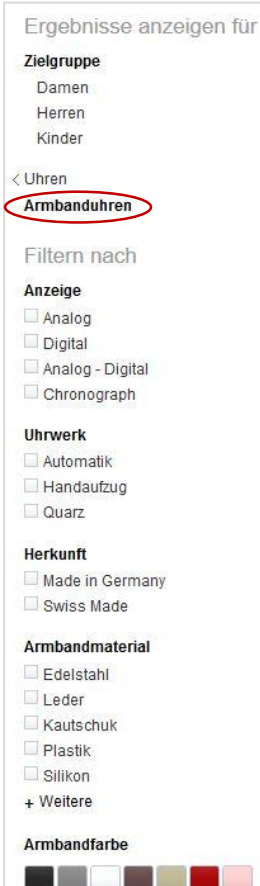 Ergebnisse anzeigen für
Zielgruppe
Damen
Herren
Kinder
< Uhren
Armbanduhren
Filtern nach
Anzeige
Analog
Digital
Analog - Digital
Chronograph
Uhrwerk
Automatik
Handaufzug
Quarz
Herkunft
Made in Germany
Swiss Made
Armbandmaterial
Edelstahl
Leder
Kautschuk
Plastik
Silikon
+ Weitere
Armbandfarbe